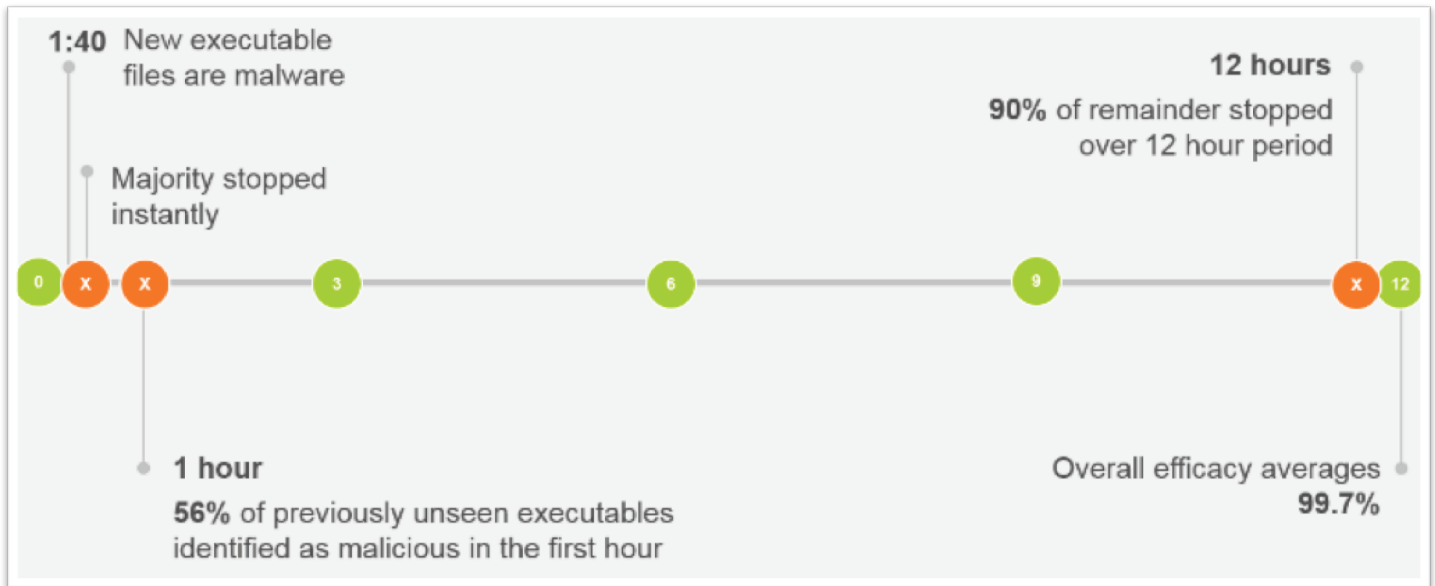 1:40 New executable
files are malware
12 hours
90% of remainder stopped
over 12 hour period
Majority stopped
instantly
0 X X 3 6 9 X 12
1 hour
56% of previously unseen executables
identified as malicious in the first hour
Overall efficacy averages
99.7%